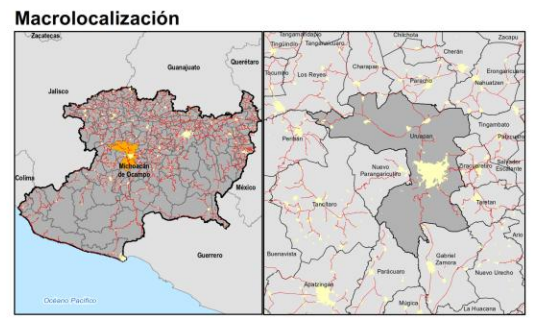 Macrolocalización
Zacatecas
Guanajuato
Querétaro
Jalisco
Michoacán
de Ocampo
Colima
México
Guerrero
Océano Pacífico
Tangamandapio
Chilchota
Zacapu
Tingüindín
Tangancícuaro
Cherán
Tocumbo
Los Reyes
Charapan
Paracho
Nahuatzen
Erongarícuaro
Peribán
Uruapan
Tingambato
Nuevo
Parangaricutiro
Ziracuaretiro
Salvador
Escalante
Tancítaro
Taretan
Ario
Buenavista
Gabriel
Zamora
Parácuaro
Nuevo Urecho
Apatzingán
Múgica
La Huacana